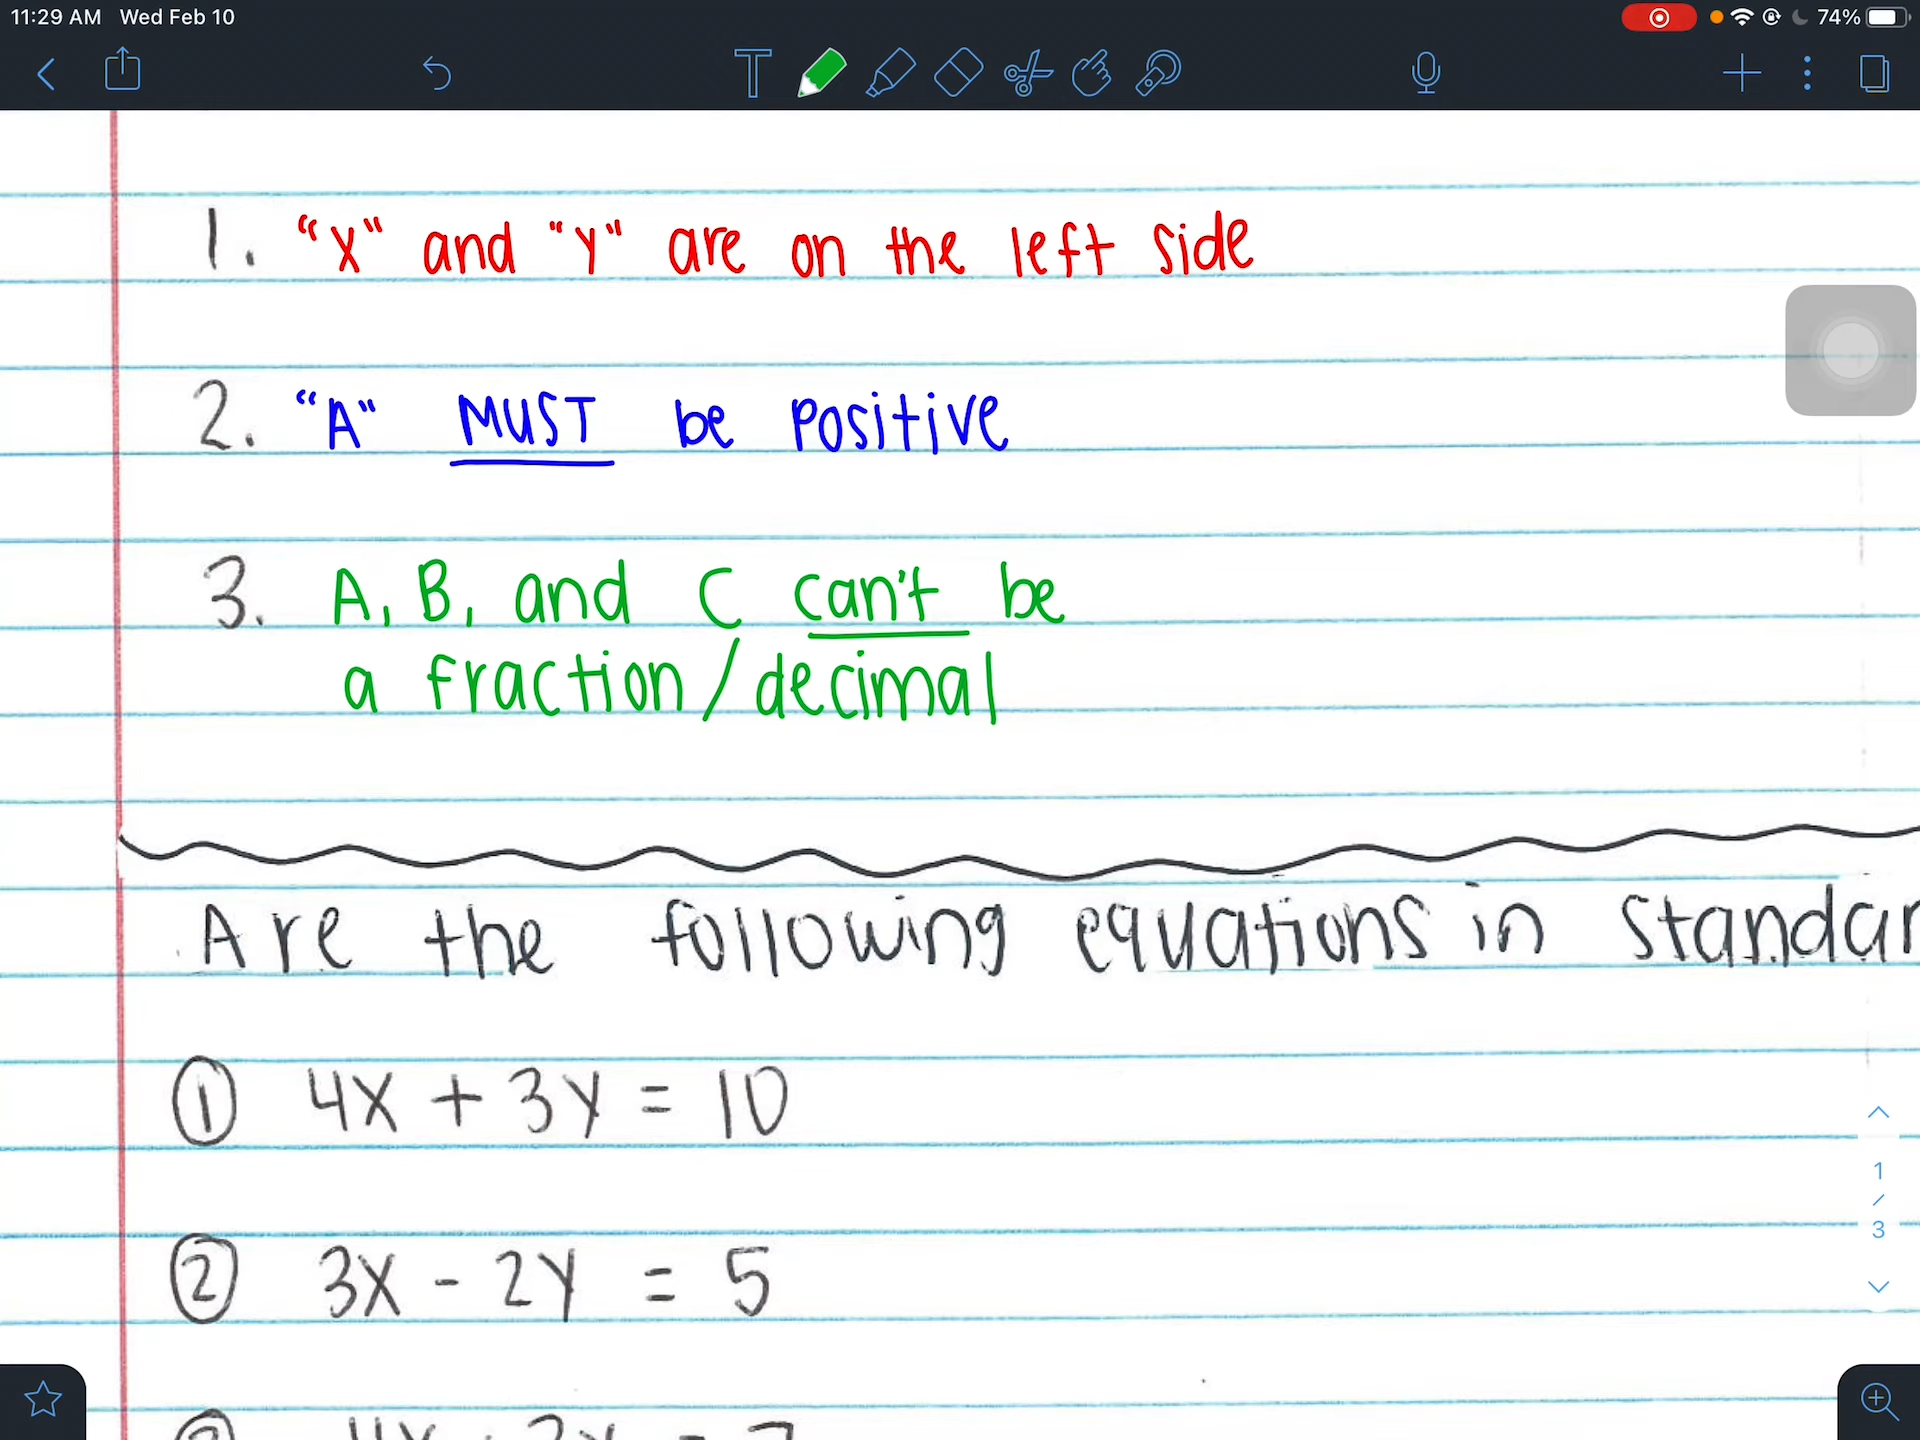 11:29 AM Wed Feb 10
74%
T
1. "X" and "Y" are on the left side
2. "A" MUST be positive
3. A, B, and C can't be
a fraction/decimal
Are the following equations in standar
① 4X + 3Y = 10
② 3X - 2Y = 5
1
/
3